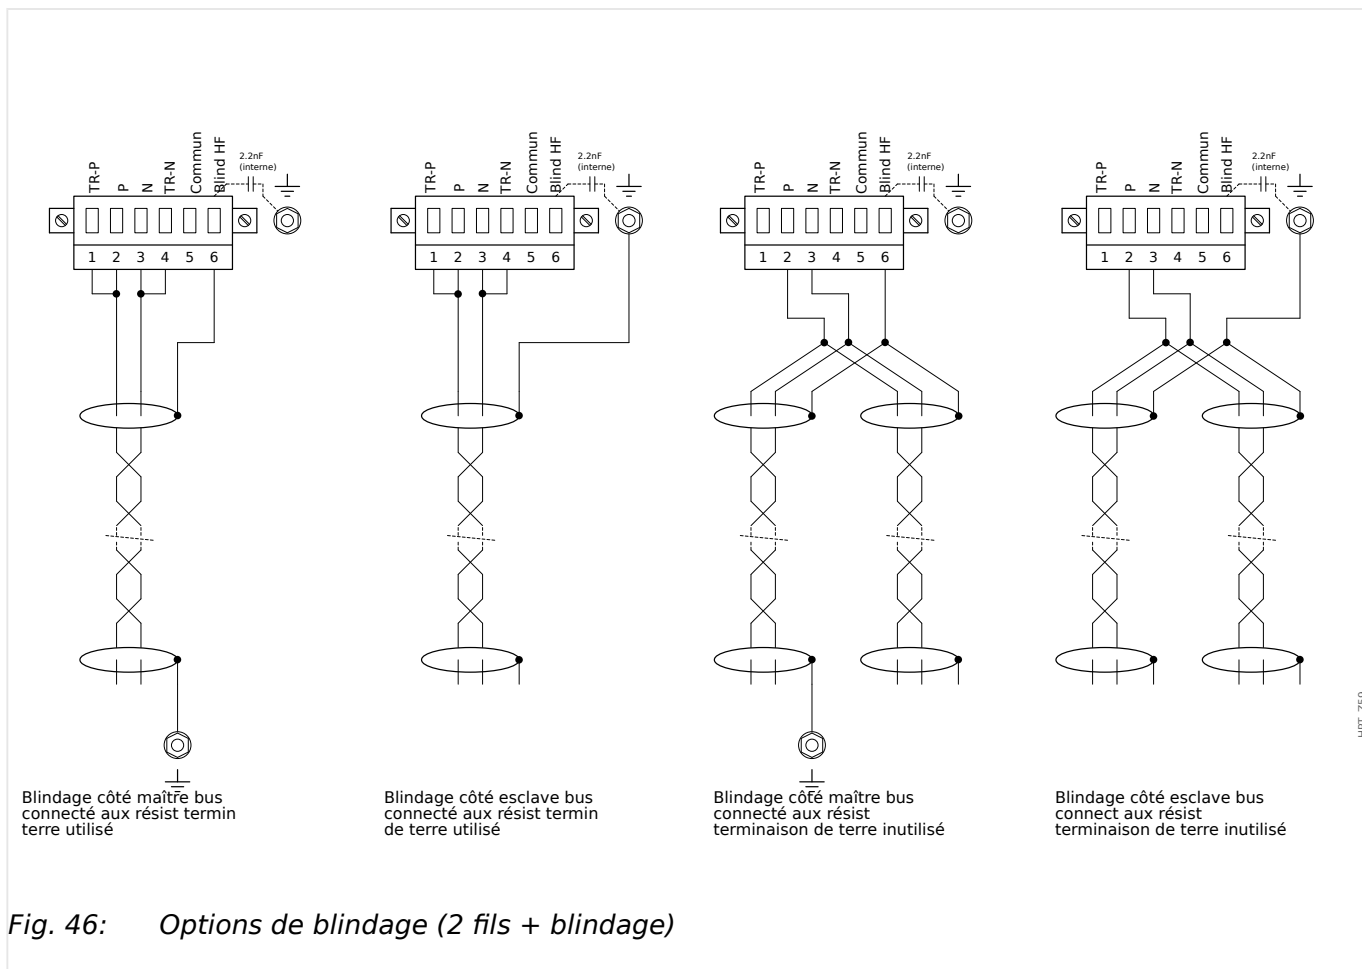 TR-P
P
N
TR-N
Commun
Blind HF
2.2nF
(interne)
1 2 3 4 5 6
TR-P
P
N
TR-N
Commun
Blind HF
2.2nF
(interne)
1 2 3 4 5 6
TR-P
P
N
TR-N
Commun
Blind HF
2.2nF
(interne)
1 2 3 4 5 6
TR-P
P
N
TR-N
Commun
Blind HF
2.2nF
(interne)
1 2 3 4 5 6
Blindage côté maître bus
connecté aux résist termin
terre utilisé
Blindage côté esclave bus
connecté aux résist termin
de terre utilisé
Blindage côté maître bus
connecté aux résist
terminaison de terre inutilisé
Blindage côté esclave bus
connect aux résist
terminaison de terre inutilisé
Fig. 46: Options de blindage (2 fils + blindage)